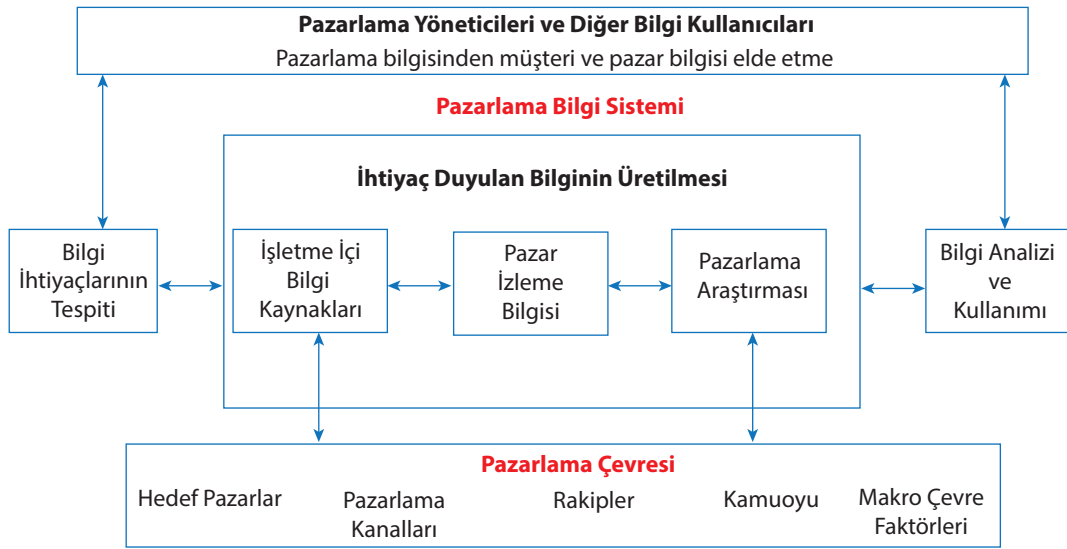 Pazarlama Yöneticileri ve Diğer Bilgi Kullanıcıları
Pazarlama bilgisinden müşteri ve pazar bilgisi elde etme
Pazarlama Bilgi Sistemi
İhtiyaç Duyulan Bilginin Üretilmesi
Bilgi
İhtiyaçlarının
Tespiti
İşletme İçi
Bilgi
Kaynakları
Pazar
İzleme
Bilgisi
Pazarlama
Araştırması
Bilgi Analizi
ve
Kullanımı
Pazarlama Çevresi
Hedef Pazarlar
Pazarlama
Kanalları
Rakipler
Kamuoyu
Makro Çevre
Faktörleri